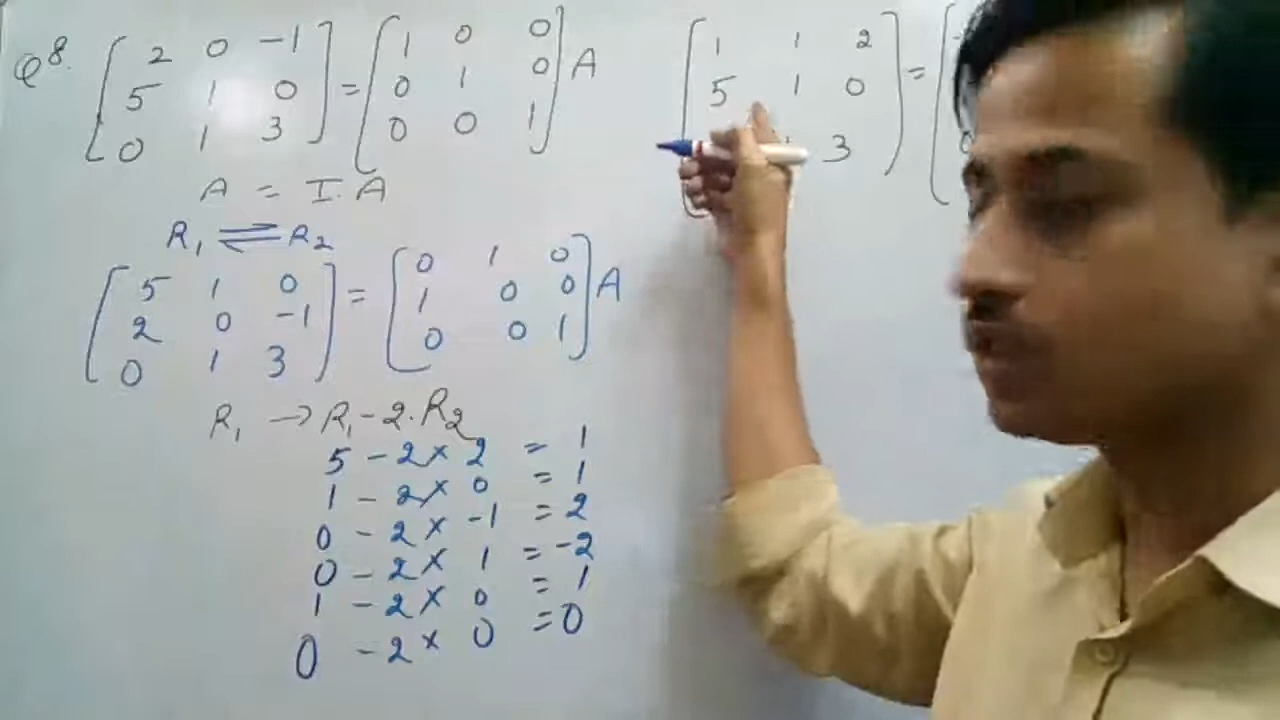 Q8. [ 2 0 -1 ] = [ 1 0 0 ] A
[ 5 1 0 ] [ 0 1 0 ]
[ 0 1 3 ] [ 0 0 1 ]
A = I.A
R1 ⇌ R2
[ 5 1 0 ] = [ 0 1 0 ] A
[ 2 0 -1 ] [ 1 0 0 ]
[ 0 1 3 ] [ 0 0 1 ]
R1 → R1 - 2.R2
5 - 2 × 2 = 1
1 - 2 × 0 = 1
0 - 2 × -1 = 2
0 - 2 × 1 = -2
1 - 2 × 0 = 1
0 - 2 × 0 = 0
[ 1 1 2 ] = [
[ 5 1 0 ]
3 ]